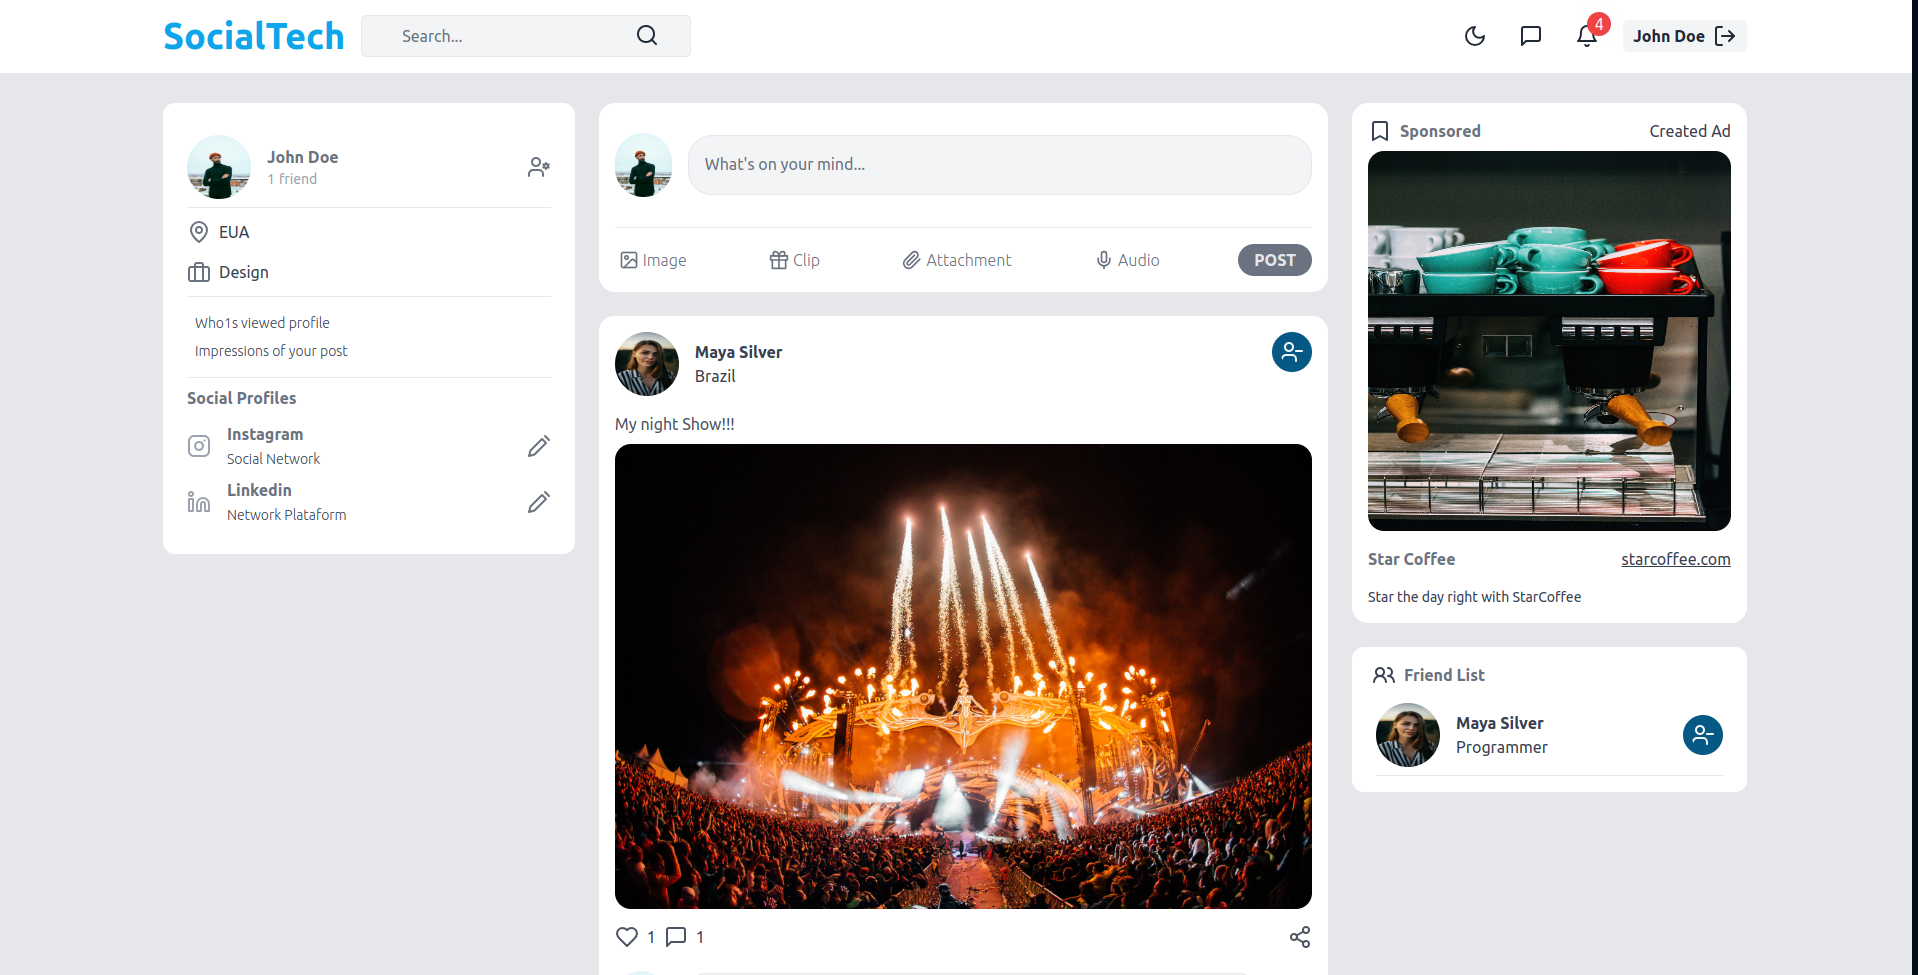 SocialTech
Search...
4
John Doe
John Doe
1 friend
EUA
Design
Who1s viewed profile
Impressions of your post
Social Profiles
Instagram
Social Network
Linkedin
Network Plataform
What's on your mind...
Image
Clip
Attachment
Audio
POST
Maya Silver
Brazil
My night Show!!!
1
1
Sponsored
Created Ad
Star Coffee
starcoffee.com
Star the day right with StarCoffee
Friend List
Maya Silver
Programmer